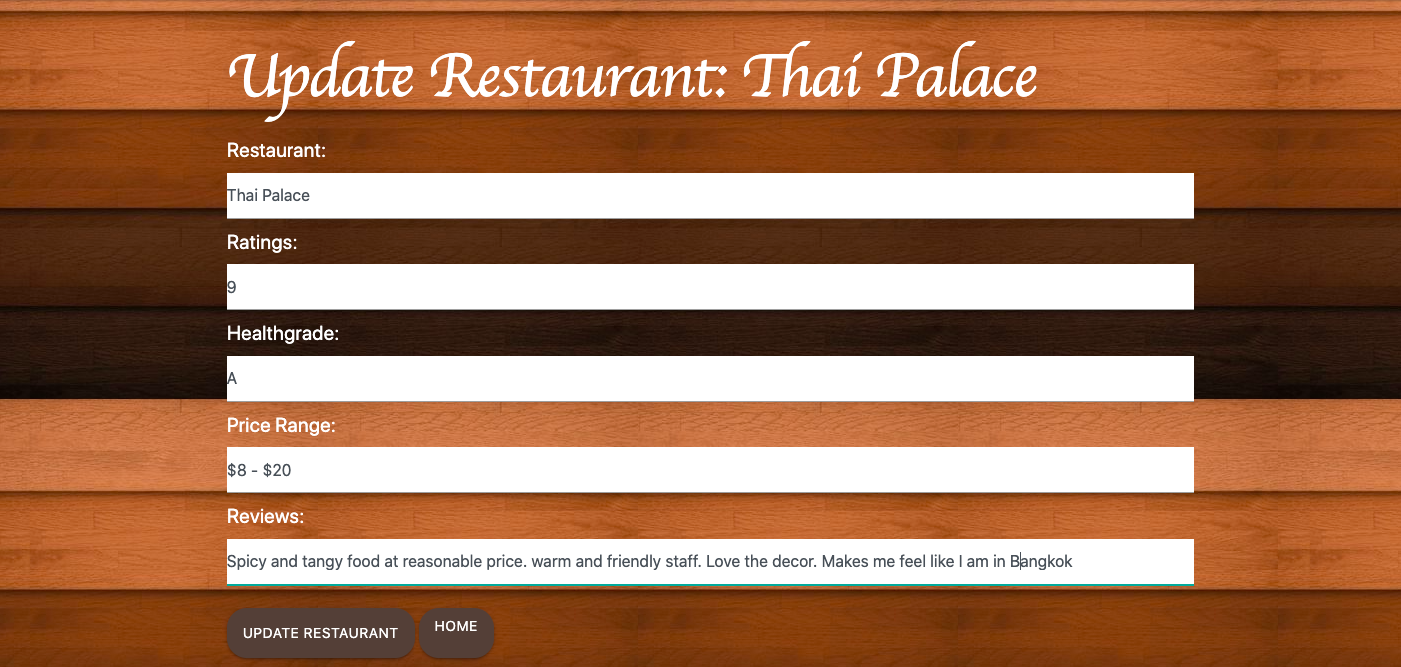 Update Restaurant: Thai Palace
Restaurant:
Thai Palace
Ratings:
9
Healthgrade:
A
Price Range:
$8 - $20
Reviews:
Spicy and tangy food at reasonable price. warm and friendly staff. Love the decor. Makes me feel like I am in Bangkok
UPDATE RESTAURANT HOME